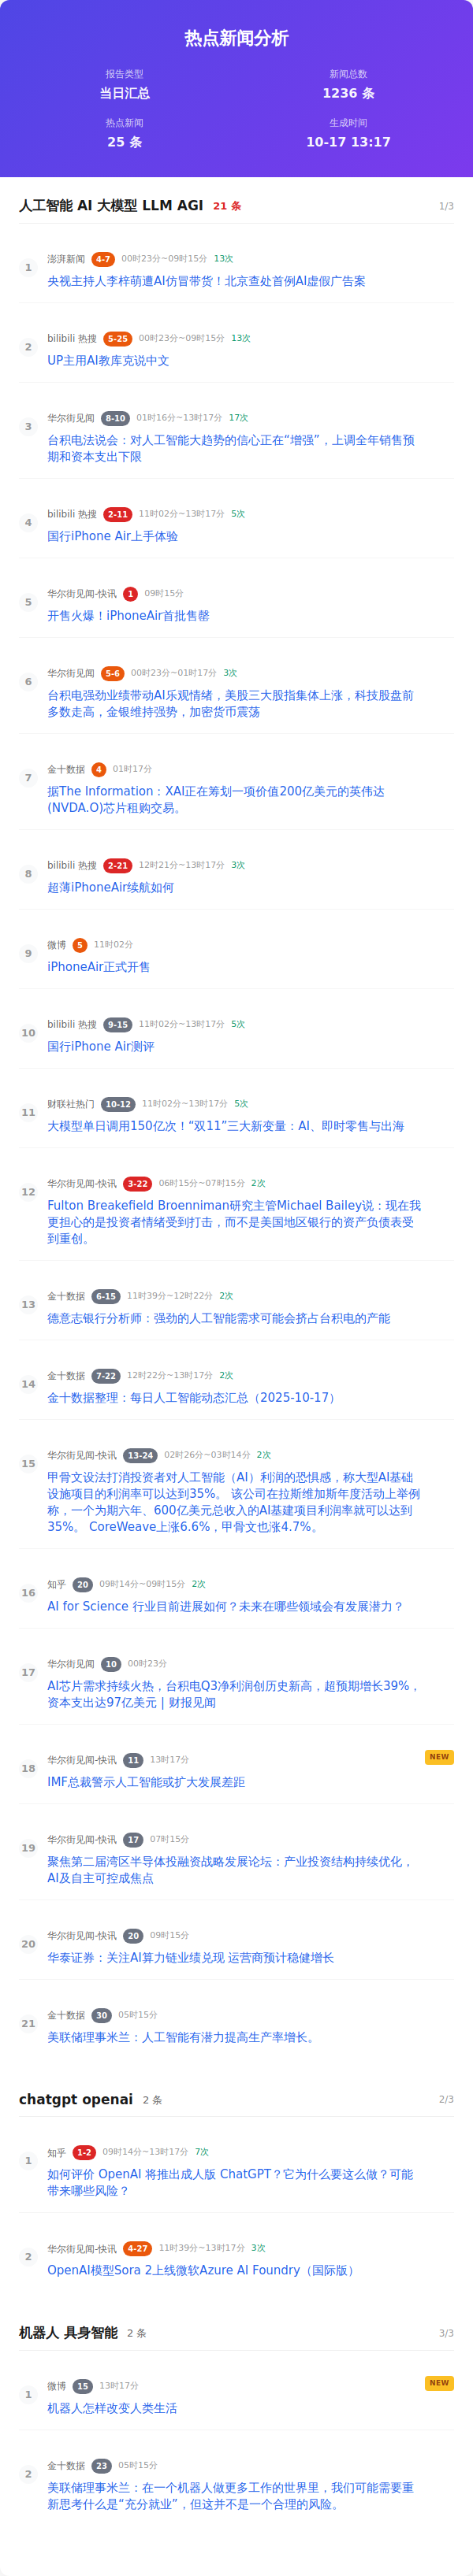 热点新闻分析
报告类型
新闻总数
当日汇总
1236 条
热点新闻
生成时间
25 条
10-17 13:17
人工智能 AI 大模型 LLM AGI 21 条 1/3
1
澎湃新闻 4-7 00时23分~09时15分 13次
央视主持人李梓萌遭AI仿冒带货！北京查处首例AI虚假广告案
2
bilibili 热搜 5-25 00时23分~09时15分 13次
UP主用AI教库克说中文
3
华尔街见闻 8-10 01时16分~13时17分 17次
台积电法说会：对人工智能大趋势的信心正在“增强”，上调全年销售预
期和资本支出下限
4
bilibili 热搜 2-11 11时02分~13时17分 5次
国行iPhone Air上手体验
5
华尔街见闻-快讯 1 09时15分
开售火爆！iPhoneAir首批售罄
6
华尔街见闻 5-6 00时23分~01时17分 3次
台积电强劲业绩带动AI乐观情绪，美股三大股指集体上涨，科技股盘前
多数走高，金银维持强势，加密货币震荡
7
金十数据 4 01时17分
据The Information：XAI正在筹划一项价值200亿美元的英伟达
(NVDA.O)芯片租购交易。
8
bilibili 热搜 2-21 12时21分~13时17分 3次
超薄iPhoneAir续航如何
9
微博 5 11时02分
iPhoneAir正式开售
10
bilibili 热搜 9-15 11时02分~13时17分 5次
国行iPhone Air测评
11
财联社热门 10-12 11时02分~13时17分 5次
大模型单日调用150亿次！“双11”三大新变量：AI、即时零售与出海
12
华尔街见闻-快讯 3-22 06时15分~07时15分 2次
Fulton Breakefield Broenniman研究主管Michael Bailey说：现在我
更担心的是投资者情绪受到打击，而不是美国地区银行的资产负债表受
到重创。
13
金十数据 6-15 11时39分~12时22分 2次
德意志银行分析师：强劲的人工智能需求可能会挤占台积电的产能
14
金十数据 7-22 12时22分~13时17分 2次
金十数据整理：每日人工智能动态汇总（2025-10-17）
15
华尔街见闻-快讯 13-24 02时26分~03时14分 2次
甲骨文设法打消投资者对人工智能（AI）利润的恐惧感，称大型AI基础
设施项目的利润率可以达到35%。 该公司在拉斯维加斯年度活动上举例
称，一个为期六年、600亿美元总收入的AI基建项目利润率就可以达到
35%。 CoreWeave上涨6.6%，甲骨文也涨4.7%。
16
知乎 20 09时14分~09时15分 2次
AI for Science 行业目前进展如何？未来在哪些领域会有发展潜力？
17
华尔街见闻 10 00时23分
AI芯片需求持续火热，台积电Q3净利润创历史新高，超预期增长39%，
资本支出达97亿美元 | 财报见闻
18
华尔街见闻-快讯 11 13时17分 NEW
IMF总裁警示人工智能或扩大发展差距
19
华尔街见闻-快讯 17 07时15分
聚焦第二届湾区半导体投融资战略发展论坛：产业投资结构持续优化，
AI及自主可控成焦点
20
华尔街见闻-快讯 20 09时15分
华泰证券：关注AI算力链业绩兑现 运营商预计稳健增长
21
金十数据 30 05时15分
美联储理事米兰：人工智能有潜力提高生产率增长。
chatgpt openai 2 条 2/3
1
知乎 1-2 09时14分~13时17分 7次
如何评价 OpenAI 将推出成人版 ChatGPT？它为什么要这么做？可能
带来哪些风险？
2
华尔街见闻-快讯 4-27 11时39分~13时17分 3次
OpenAI模型Sora 2上线微软Azure AI Foundry（国际版）
机器人 具身智能 2 条 3/3
1
微博 15 13时17分 NEW
机器人怎样改变人类生活
2
金十数据 23 05时15分
美联储理事米兰：在一个机器人做更多工作的世界里，我们可能需要重
新思考什么是“充分就业”，但这并不是一个合理的风险。